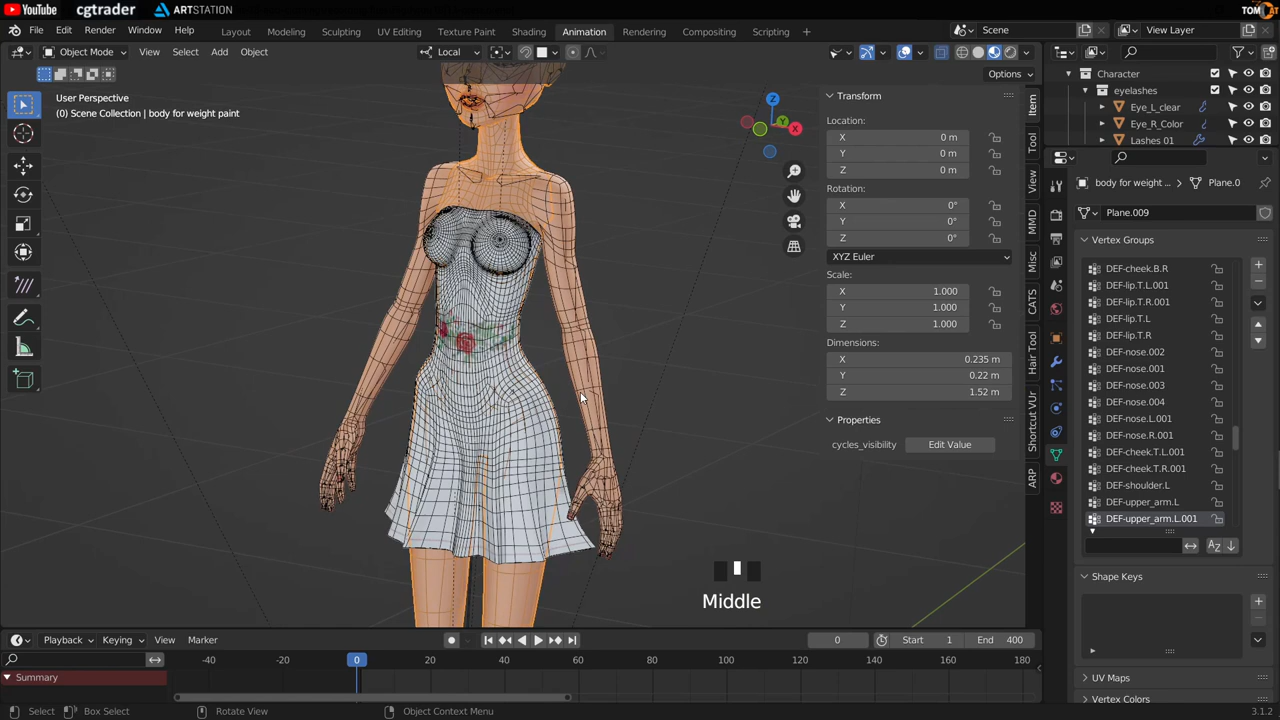 YouTube cgtrader ARTSTATION
File Edit Render Window Help Layout Modeling Sculpting UV Editing Texture Paint Shading Animation Rendering Compositing Scripting + Scene View Layer
Object Mode View Select Add Object Local
Options
User Perspective
(0) Scene Collection | body for weight paint
Z
Y
X
Transform
Location:
X 0 m
Y 0 m
Z 0 m
Rotation:
X 0°
Y 0°
Z 0°
XYZ Euler
Scale:
X 1.000
Y 1.000
Z 1.000
Dimensions:
X 0.235 m
Y 0.22 m
Z 1.52 m
Properties
cycles_visibility Edit Value
Item
Tool
View
MMD
Misc
CATS
Hair Tool
Shortcut VUr
ARP
Character
eyelashes
Eye_L_clear
Eye_R_Color
Lashes 01
body for weight ... Plane.0
Plane.009
Vertex Groups
DEF-cheek.B.R
DEF-lip.T.L.001
DEF-lip.T.R.001
DEF-lip.T.L
DEF-lip.T.R
DEF-nose.002
DEF-nose.001
DEF-nose.003
DEF-nose.004
DEF-nose.L.001
DEF-nose.R.001
DEF-cheek.T.L.001
DEF-cheek.T.R.001
DEF-shoulder.L
DEF-upper_arm.L
DEF-upper_arm.L.001
Shape Keys
UV Maps
Vertex Colors
Middle
Playback Keying View Marker 0 Start 1 End 400
-40 -20 0 20 40 60 80 100 120 140 160 180
Summary
Select Box Select Rotate View Object Context Menu 3.1.2